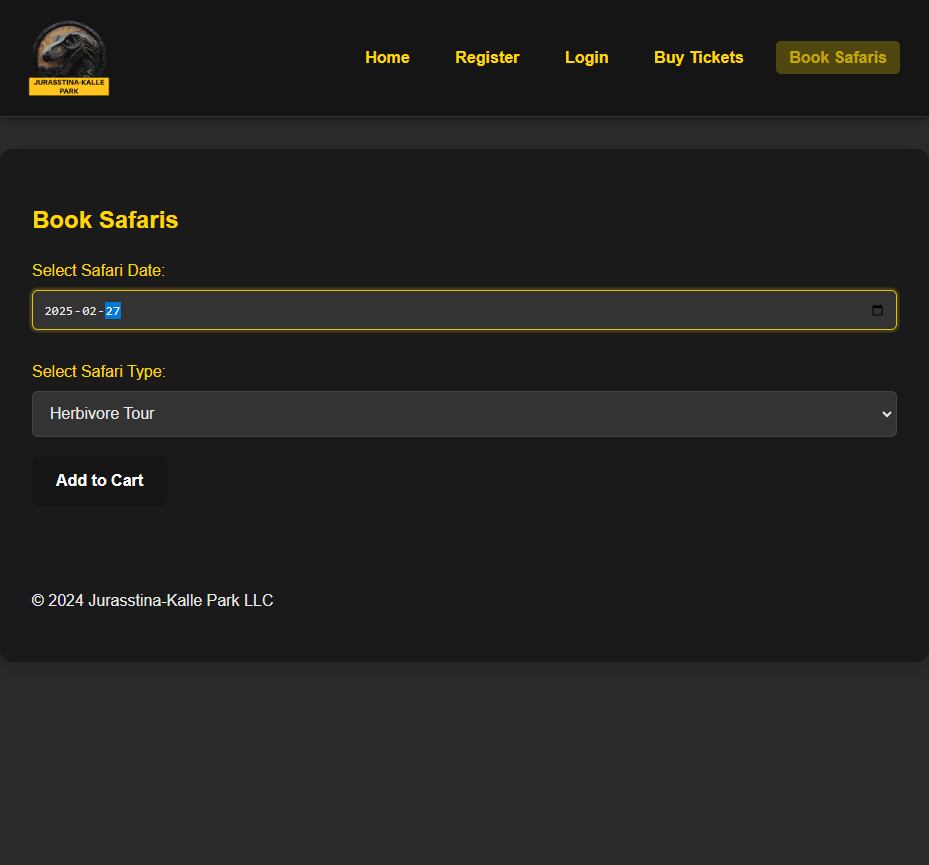 JURASSTINA-KALLE
PARK
Home Register Login Buy Tickets Book Safaris
Book Safaris
Select Safari Date:
2025-02-27
Select Safari Type:
Herbivore Tour
Add to Cart
© 2024 Jurasstina-Kalle Park LLC